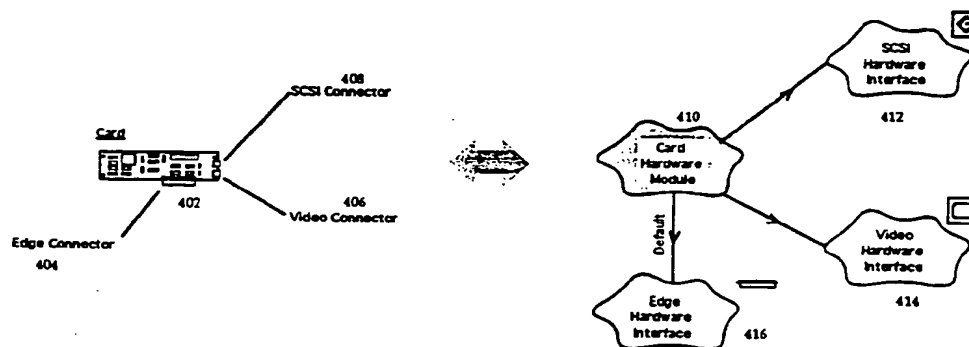 408
SCSI Connector
Card
402
406
Video Connector
Edge Connector
404
SCSI
Hardware
Interface
412
410
Card
Hardware
Module
Default
Video
Hardware
Interface
414
Edge
Hardware
Interface
416